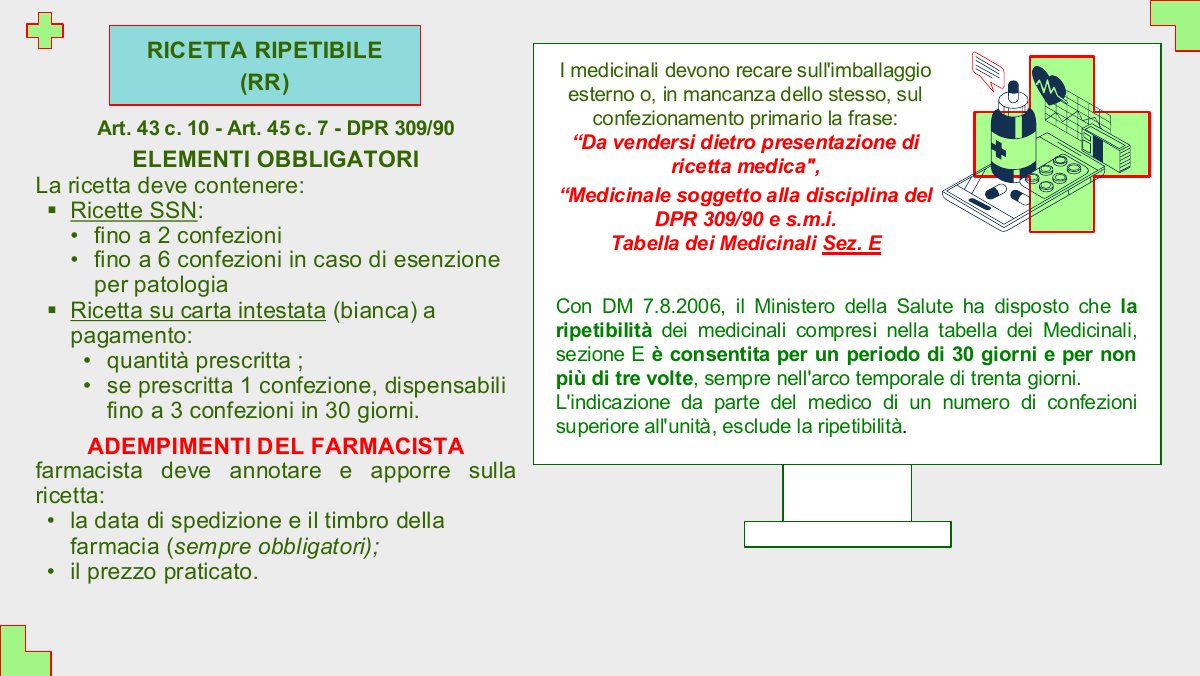 RICETTA RIPETIBILE
(RR)
Art. 43 c. 10 - Art. 45 c. 7 - DPR 309/90
ELEMENTI OBBLIGATORI
La ricetta deve contenere:
▪ Ricette SSN:
• fino a 2 confezioni
• fino a 6 confezioni in caso di esenzione
per patologia
▪ Ricetta su carta intestata (bianca) a
pagamento:
• quantità prescritta ;
• se prescritta 1 confezione, dispensabili
fino a 3 confezioni in 30 giorni.
ADEMPIMENTI DEL FARMACISTA
farmacista deve annotare e apporre sulla
ricetta:
• la data di spedizione e il timbro della
farmacia (sempre obbligatori);
• il prezzo praticato.
I medicinali devono recare sull'imballaggio
esterno o, in mancanza dello stesso, sul
confezionamento primario la frase:
“Da vendersi dietro presentazione di
ricetta medica",
“Medicinale soggetto alla disciplina del
DPR 309/90 e s.m.i.
Tabella dei Medicinali Sez. E
Con DM 7.8.2006, il Ministero della Salute ha disposto che la
ripetibilità dei medicinali compresi nella tabella dei Medicinali,
sezione E è consentita per un periodo di 30 giorni e per non
più di tre volte, sempre nell'arco temporale di trenta giorni.
L'indicazione da parte del medico di un numero di confezioni
superiore all'unità, esclude la ripetibilità.